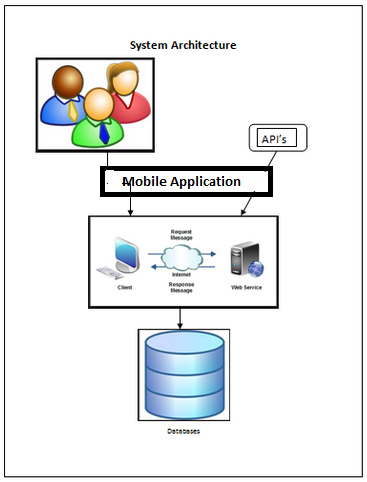 System Architecture
API's
Mobile Application
Request
Message
Internet
Client
Response
Message
Web Service
Databases